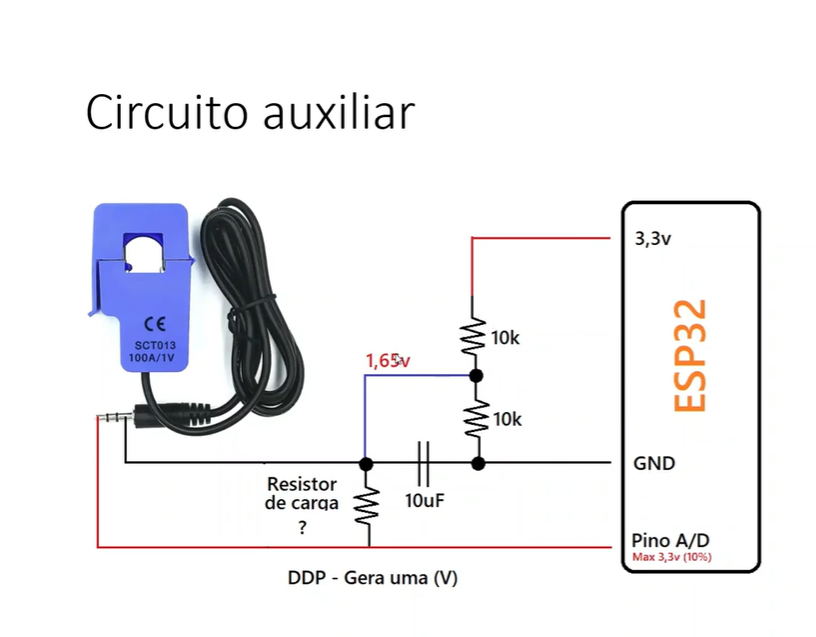 Circuito auxiliar
CE
SCT013
100A/1V
3,3v
10k
1,65v
10k
ESP32
GND
Resistor
de carga
?
10uF
Pino A/D
Max 3,3v (10%)
DDP - Gera uma (V)